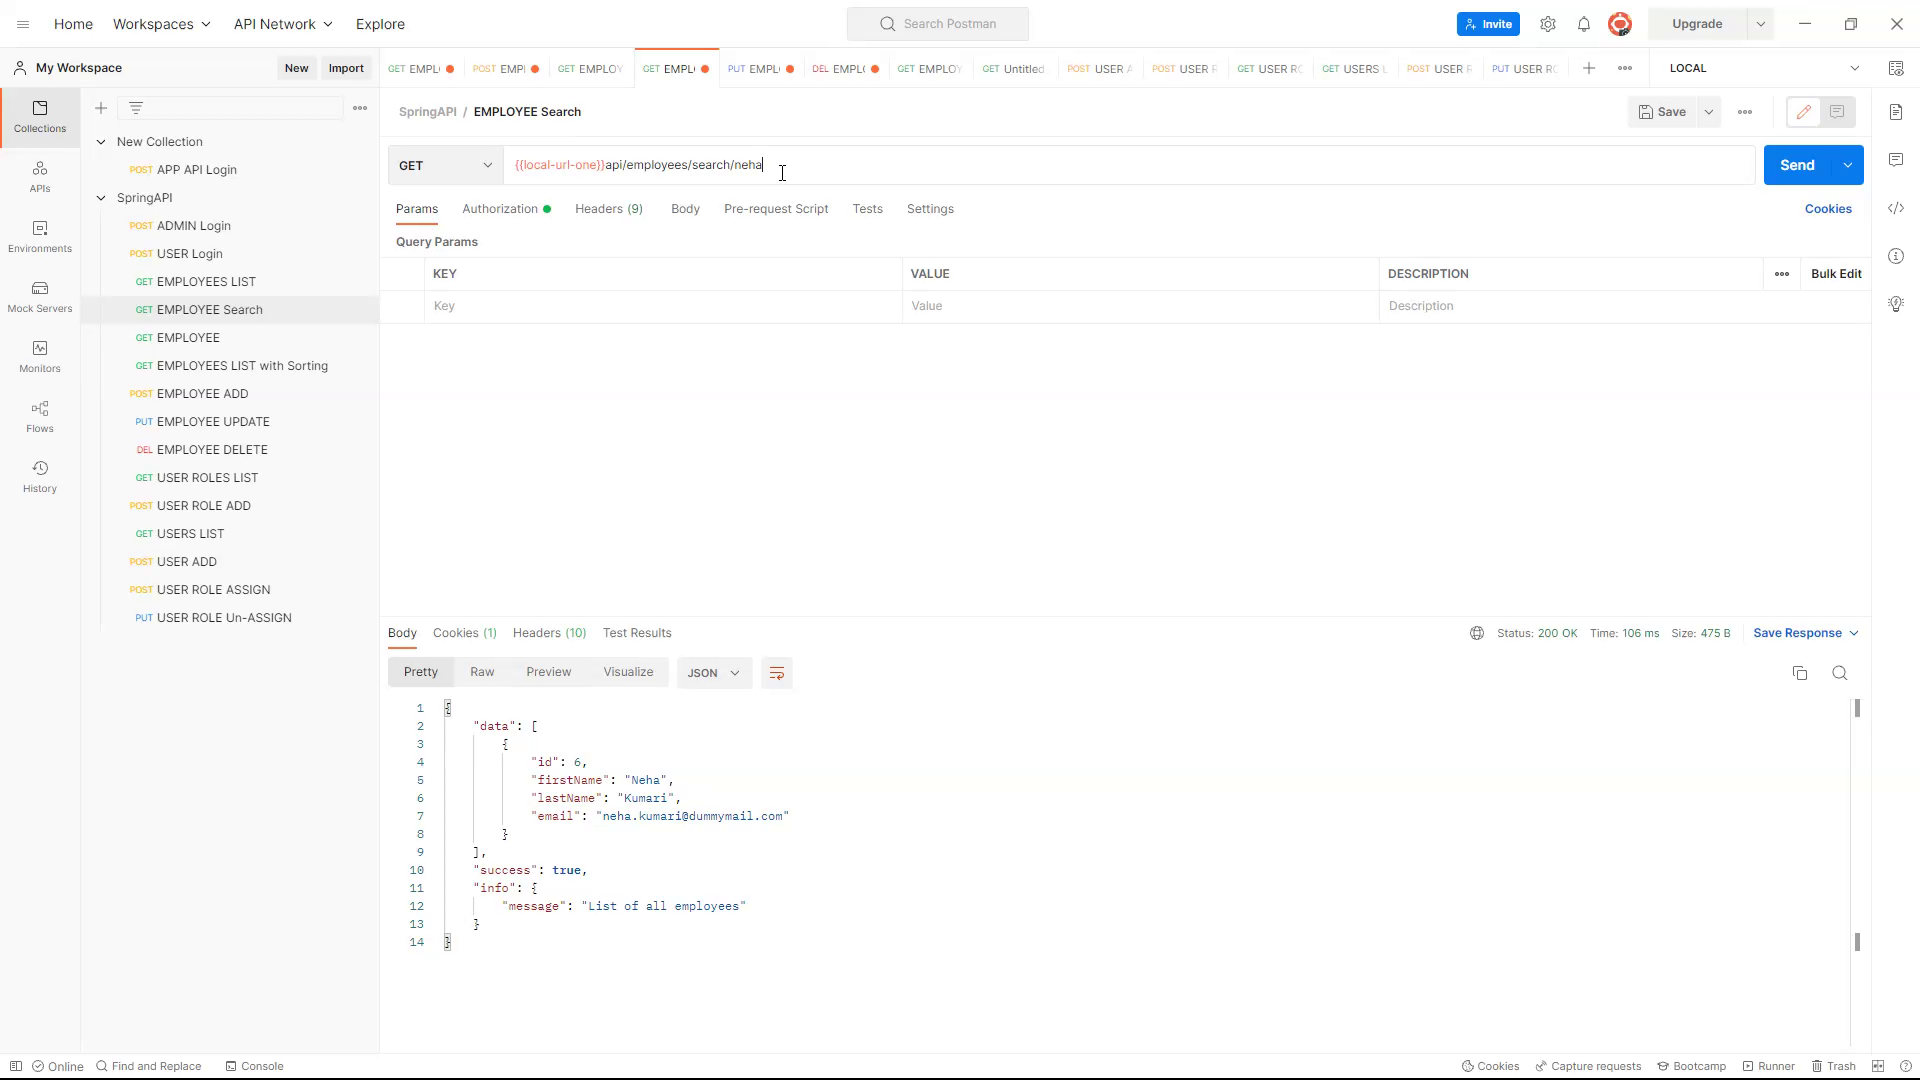 Home Workspaces API Network Explore Search Postman Invite Upgrade
My Workspace New Import GET EMPL POST EMPI GET EMPLOY GET EMPL PUT EMPL DEL EMPL GET EMPLOY GET Untitled POST USER A POST USER F GET USER RO GET USERS L POST USER R PUT USER RO LOCAL
SpringAPI / EMPLOYEE Search Save
GET {{local-url-one}}api/employees/search/neha Send
Params Authorization Headers (9) Body Pre-request Script Tests Settings Cookies
Query Params
KEY VALUE DESCRIPTION Bulk Edit
Key Value Description
Collections
APIs
Environments
Mock Servers
Monitors
Flows
History
New Collection
POST APP API Login
SpringAPI
POST ADMIN Login
POST USER Login
GET EMPLOYEES LIST
GET EMPLOYEE Search
GET EMPLOYEE
GET EMPLOYEES LIST with Sorting
POST EMPLOYEE ADD
PUT EMPLOYEE UPDATE
DEL EMPLOYEE DELETE
GET USER ROLES LIST
POST USER ROLE ADD
GET USERS LIST
POST USER ADD
POST USER ROLE ASSIGN
PUT USER ROLE Un-ASSIGN
Body Cookies (1) Headers (10) Test Results Status: 200 OK Time: 106 ms Size: 475 B Save Response
Pretty Raw Preview Visualize JSON
1 {
2 "data": [
3 {
4 "id": 6,
5 "firstName": "Neha",
6 "lastName": "Kumari",
7 "email": "neha.kumari@dummymail.com"
8 }
9 ],
10 "success": true,
11 "info": {
12 "message": "List of all employees"
13 }
14 }
Online Find and Replace Console Cookies Capture requests Bootcamp Runner Trash